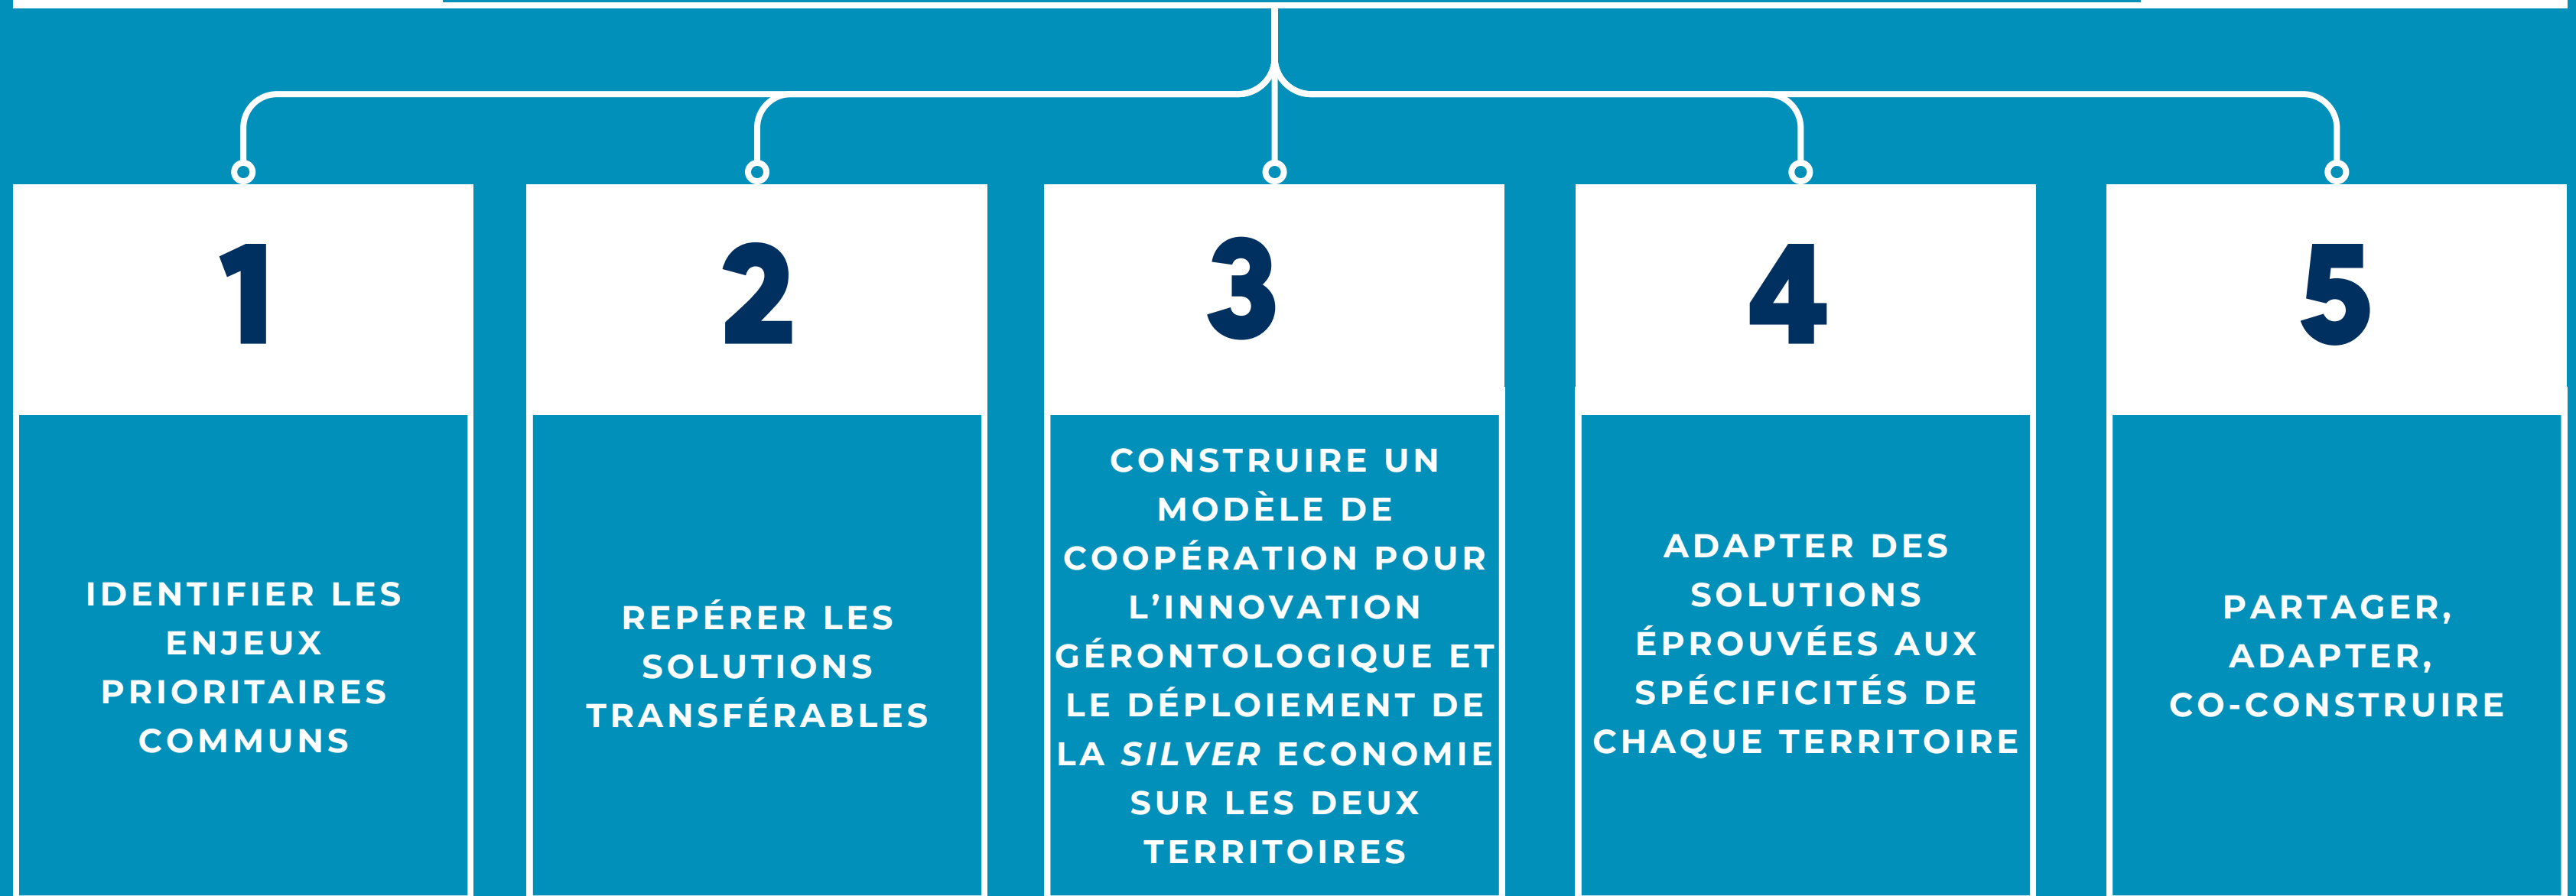 1
IDENTIFIER LES
ENJEUX
PRIORITAIRES
COMMUNS
2
REPÉRER LES
SOLUTIONS
TRANSFÉRABLES
3
CONSTRUIRE UN
MODÈLE DE
COOPÉRATION POUR
L’INNOVATION
GÉRONTOLOGIQUE ET
LE DÉPLOIEMENT DE
LA SILVER ECONOMIE
SUR LES DEUX
TERRITOIRES
4
ADAPTER DES
SOLUTIONS
ÉPROUVÉES AUX
SPÉCIFICITÉS DE
CHAQUE TERRITOIRE
5
PARTAGER,
ADAPTER,
CO-CONSTRUIRE